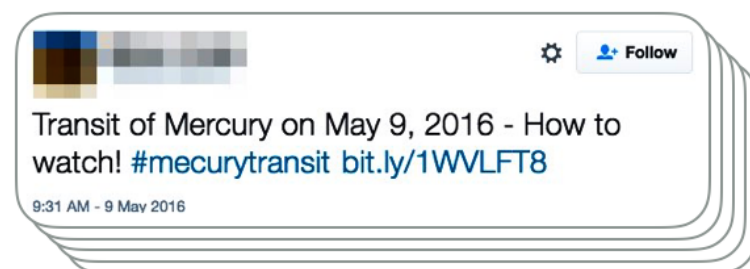 Follow
Transit of Mercury on May 9, 2016 - How to
watch! #mecurytransit bit.ly/1WVLFT8
9:31 AM - 9 May 2016